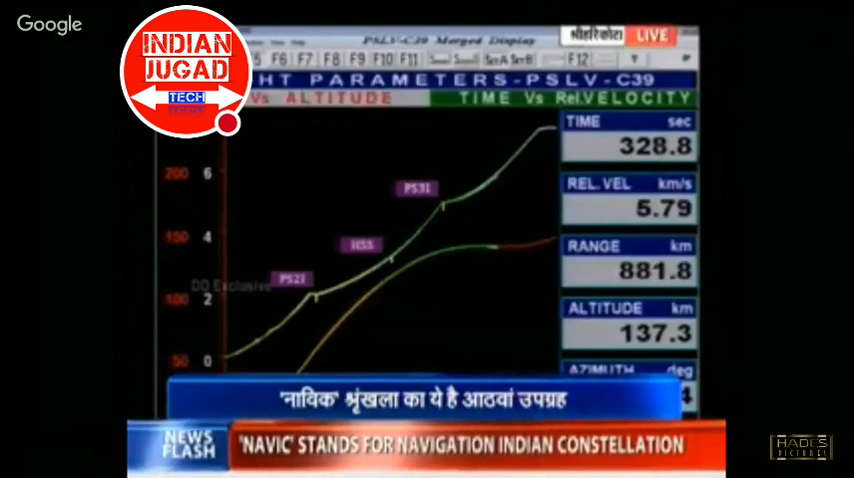 Google
INDIAN
JUGAD
TECH
PSLV-C39 Merged Display
श्रीहरिकोटा LIVE
F6 F7 F8 F9 F10 F11 F12
HT PARAMETERS-PSLV-C39
Vs ALTITUDE
TIME Vs Rel.VELOCITY
TIME sec
328.8
REL.VEL km/s
5.79
RANGE km
881.8
ALTITUDE km
137.3
AZIMUTH deg
4
200 6
150 4
100 2
50 0
PS31
HSS
DD Exclusive
'नाविक' श्रृंखला का ये है आठवां उपग्रह
NEWS
FLASH
'NAVIC' STANDS FOR NAVIGATION INDIAN CONSTELLATION
HADES
PICTURES